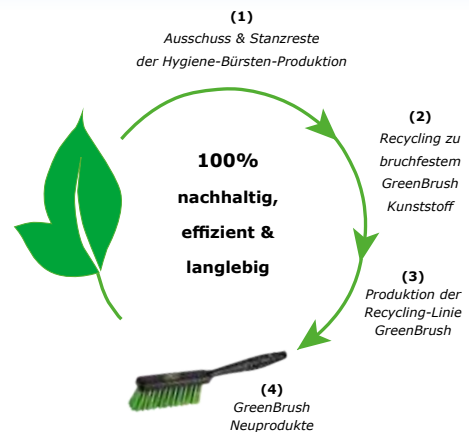 (1)
Ausschuss & Stanzreste
der Hygiene-Bürsten-Produktion
(2)
Recycling zu
bruchfestem
GreenBrush
Kunststoff
100%
nachhaltig,
effizient &
langlebig
(3)
Produktion der
Recycling-Linie
GreenBrush
(4)
GreenBrush
Neuprodukte